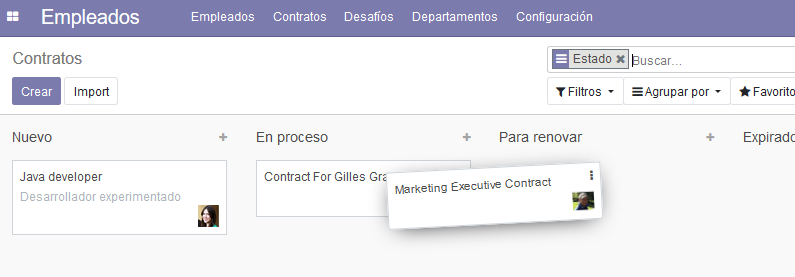 Empleados Empleados Contratos Desafíos Departamentos Configuración
Contratos
Estado Buscar...
Crear Import
Filtros Agrupar por Favorito
Nuevo En proceso Para renovar Expirado
Java developer
Desarrollador experimentado
Contract For Gilles Gra
Marketing Executive Contract